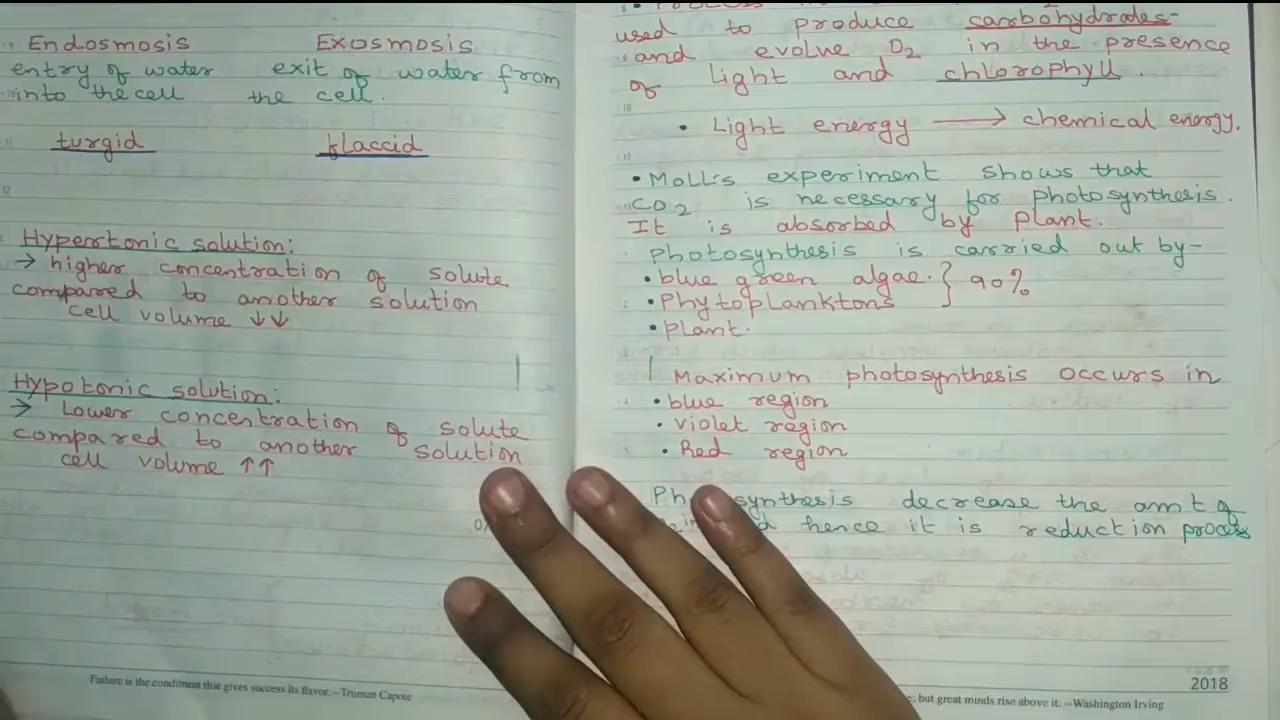 Endosmosis Exosmosis
entry of water exit of water from
into the cell the cell.
turgid flaccid
Hypertonic solution:
→ higher concentration of solute
compared to another solution
cell volume ↓↓
Hypotonic solution:
→ Lower concentration of solute
compared to another solution
cell volume ↑↑
Failure is the condiment that gives success its flavor. –Truman Capote
used to produce carbohydrates
and evolve O2 in the presence
of Light and chlorophyll.
• Light energy → chemical energy.
• Moll's experiment shows that
CO2 is necessary for photosynthesis.
It is absorbed by plant.
Photosynthesis is carried out by–
• blue green algae. } 90%
• Phytoplanktons
• Plant.
Maximum photosynthesis occurs in
• blue region
• violet region
• Red region
synthesis decrease the amt of
hence it is reduction process
2018
but great minds rise above it. –Washington Irving